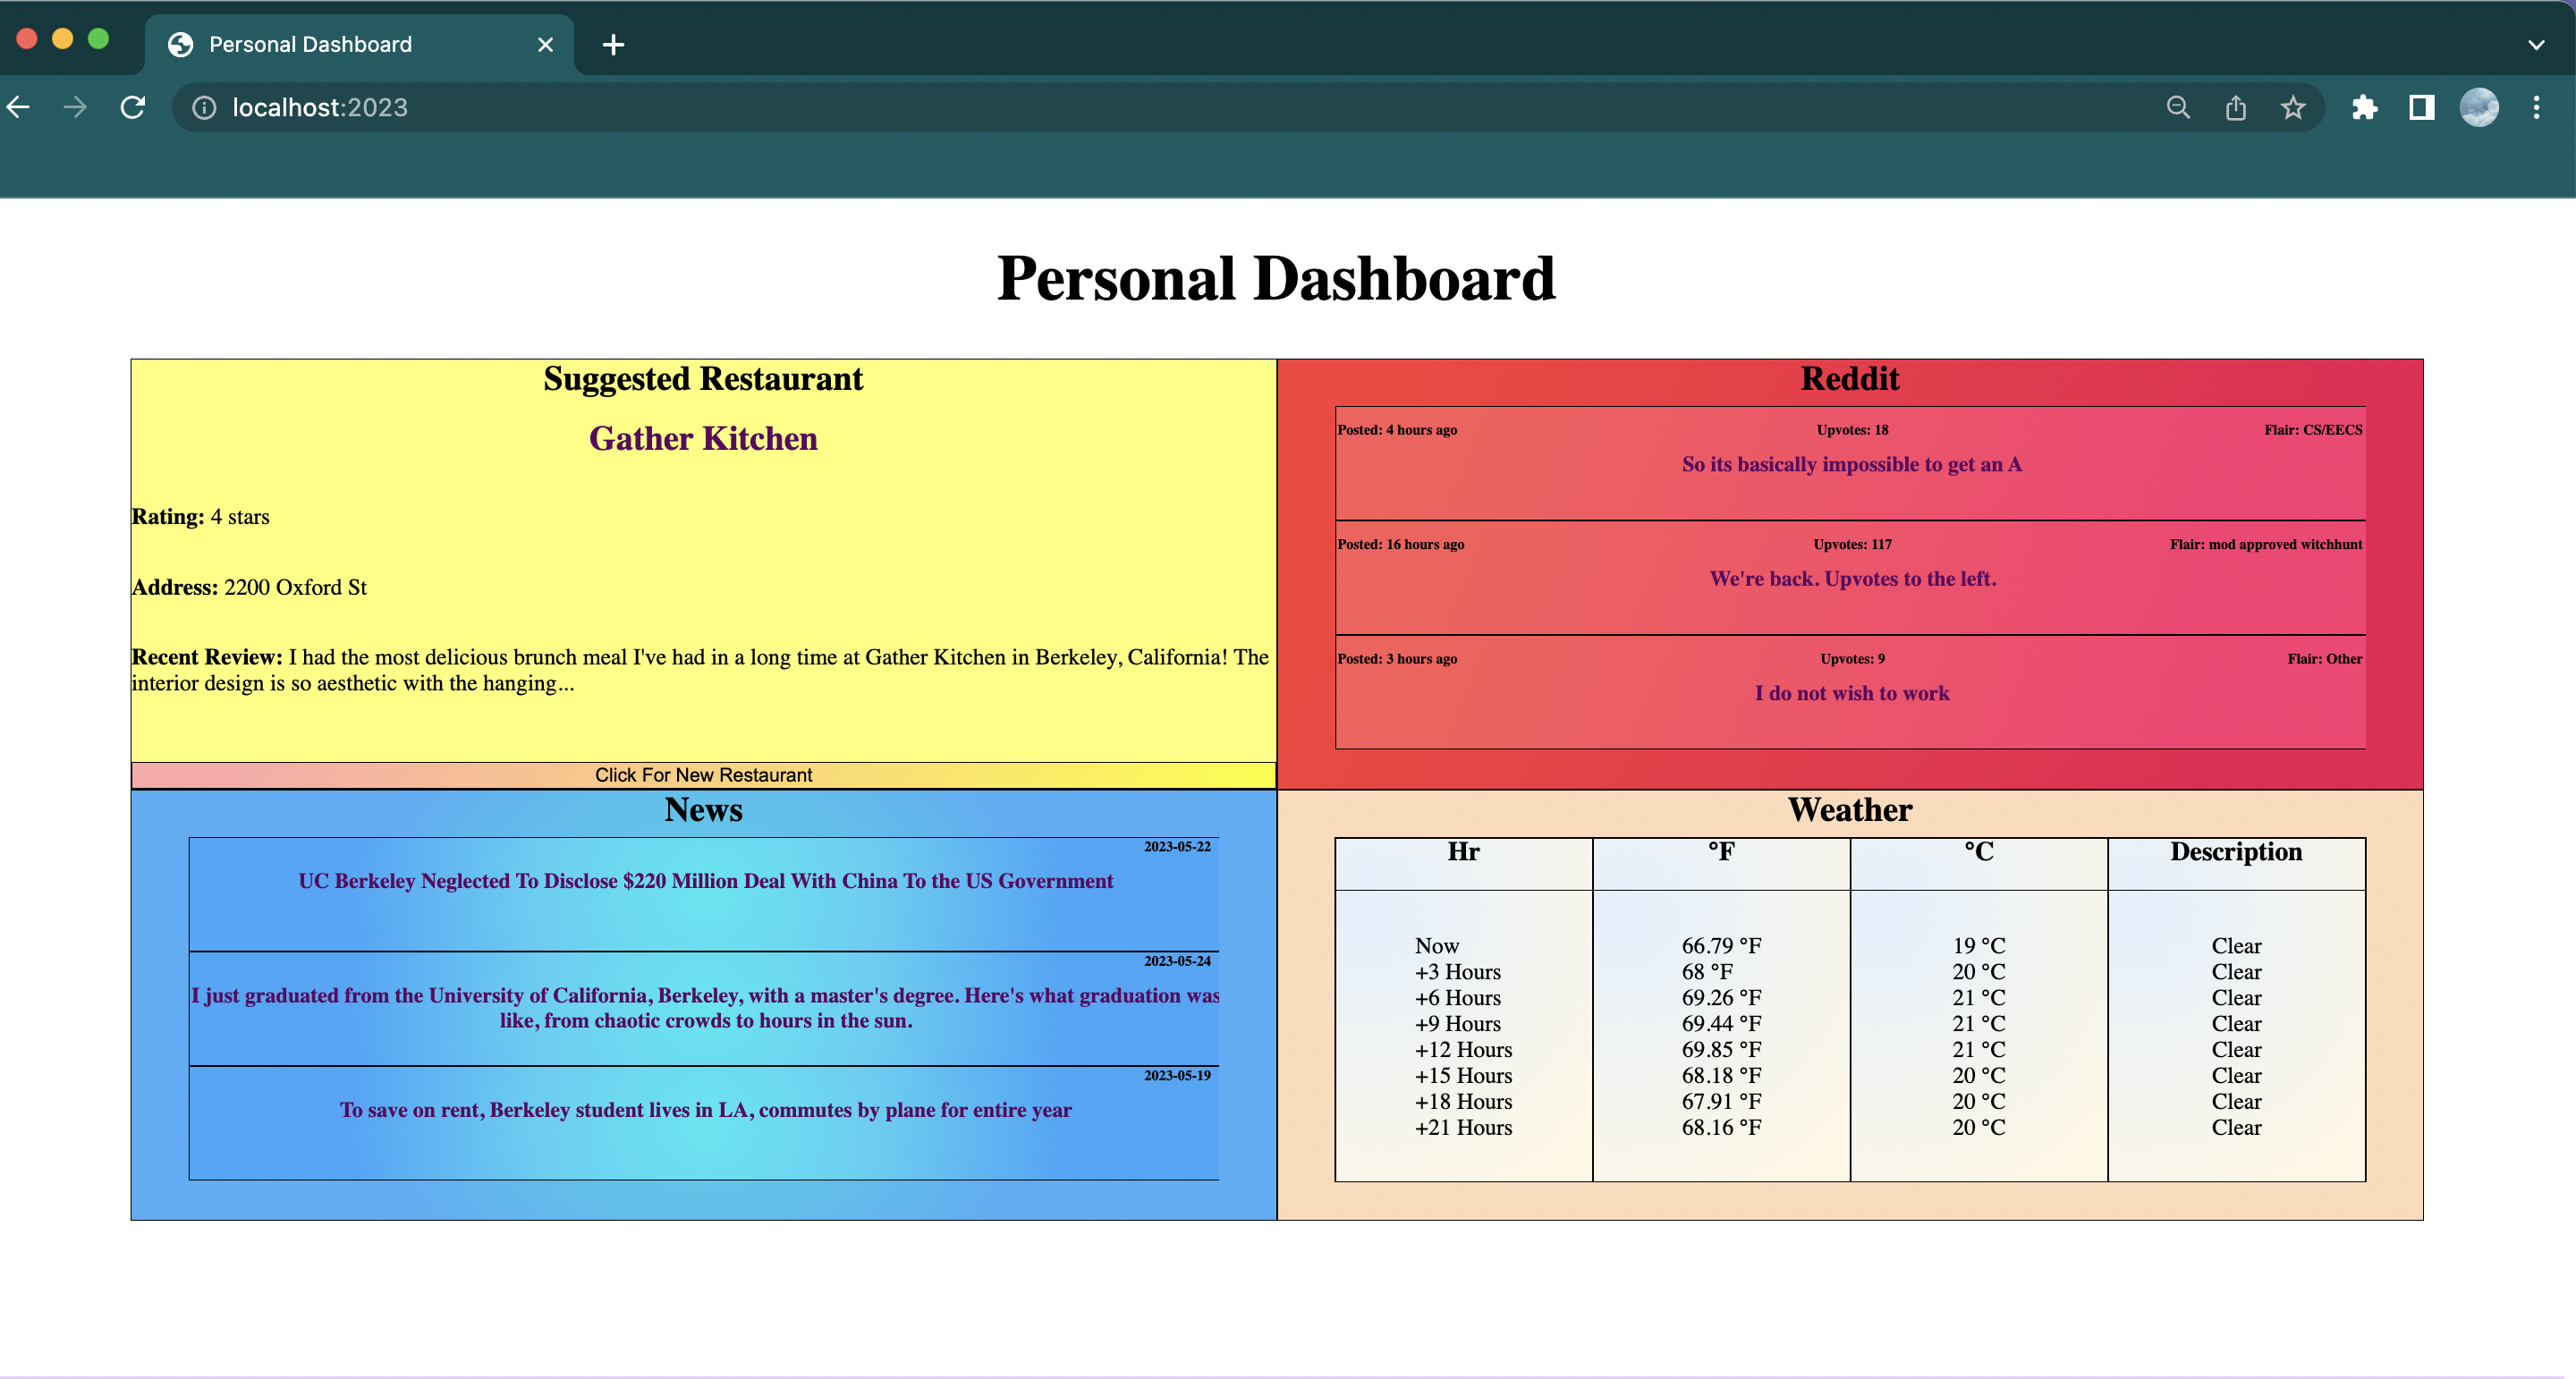 Personal Dashboard
localhost:2023
Personal Dashboard
Suggested Restaurant
Gather Kitchen
Rating: 4 stars
Address: 2200 Oxford St
Recent Review: I had the most delicious brunch meal I've had in a long time at Gather Kitchen in Berkeley, California! The
interior design is so aesthetic with the hanging...
Click For New Restaurant
Reddit
Posted: 4 hours ago Upvotes: 18 Flair: CS/EECS
So its basically impossible to get an A
Posted: 16 hours ago Upvotes: 117 Flair: mod approved witchhunt
We're back. Upvotes to the left.
Posted: 3 hours ago Upvotes: 9 Flair: Other
I do not wish to work
News
2023-05-22
UC Berkeley Neglected To Disclose $220 Million Deal With China To the US Government
2023-05-24
I just graduated from the University of California, Berkeley, with a master's degree. Here's what graduation was
like, from chaotic crowds to hours in the sun.
2023-05-19
To save on rent, Berkeley student lives in LA, commutes by plane for entire year
Weather
Hr °F °C Description
Now 66.79 °F 19 °C Clear
+3 Hours 68 °F 20 °C Clear
+6 Hours 69.26 °F 21 °C Clear
+9 Hours 69.44 °F 21 °C Clear
+12 Hours 69.85 °F 21 °C Clear
+15 Hours 68.18 °F 20 °C Clear
+18 Hours 67.91 °F 20 °C Clear
+21 Hours 68.16 °F 20 °C Clear